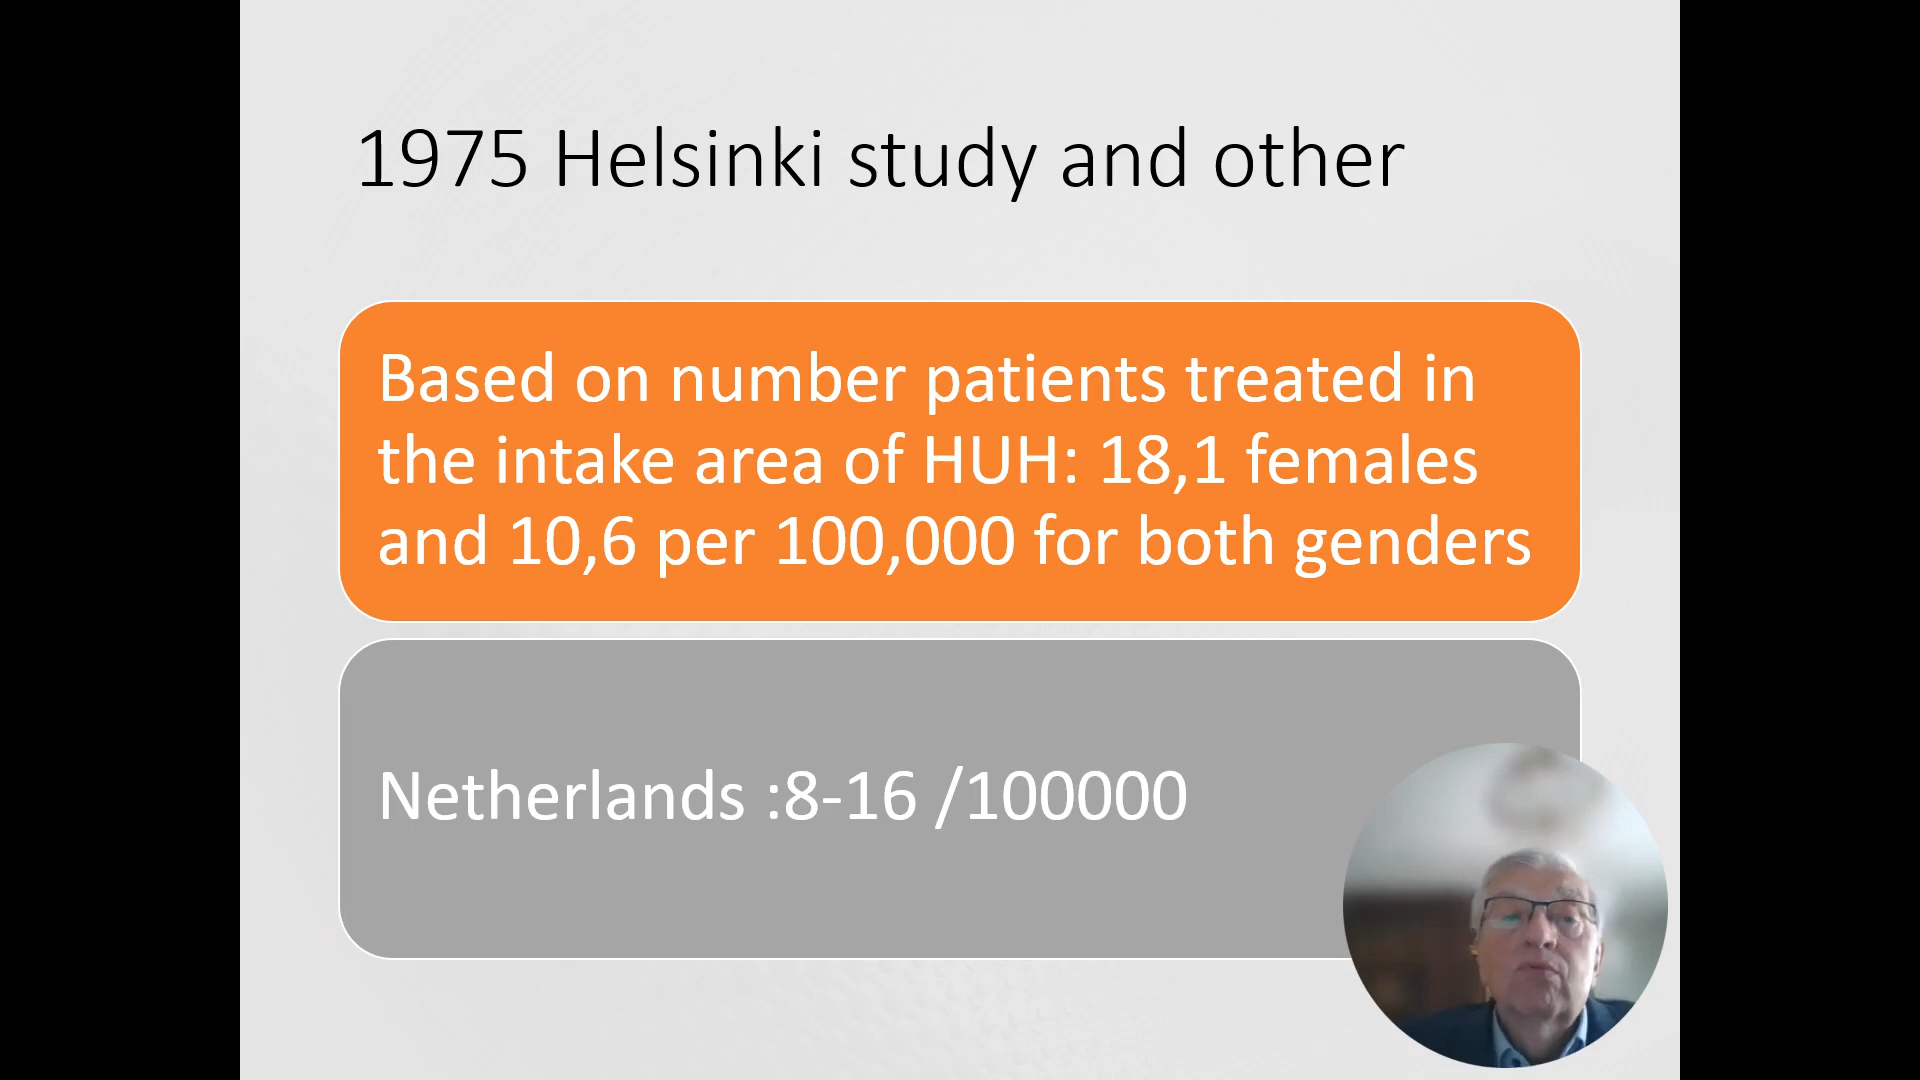 1975 Helsinki study and other
Based on number patients treated in
the intake area of HUH: 18,1 females
and 10,6 per 100,000 for both genders
Netherlands :8-16 /100000